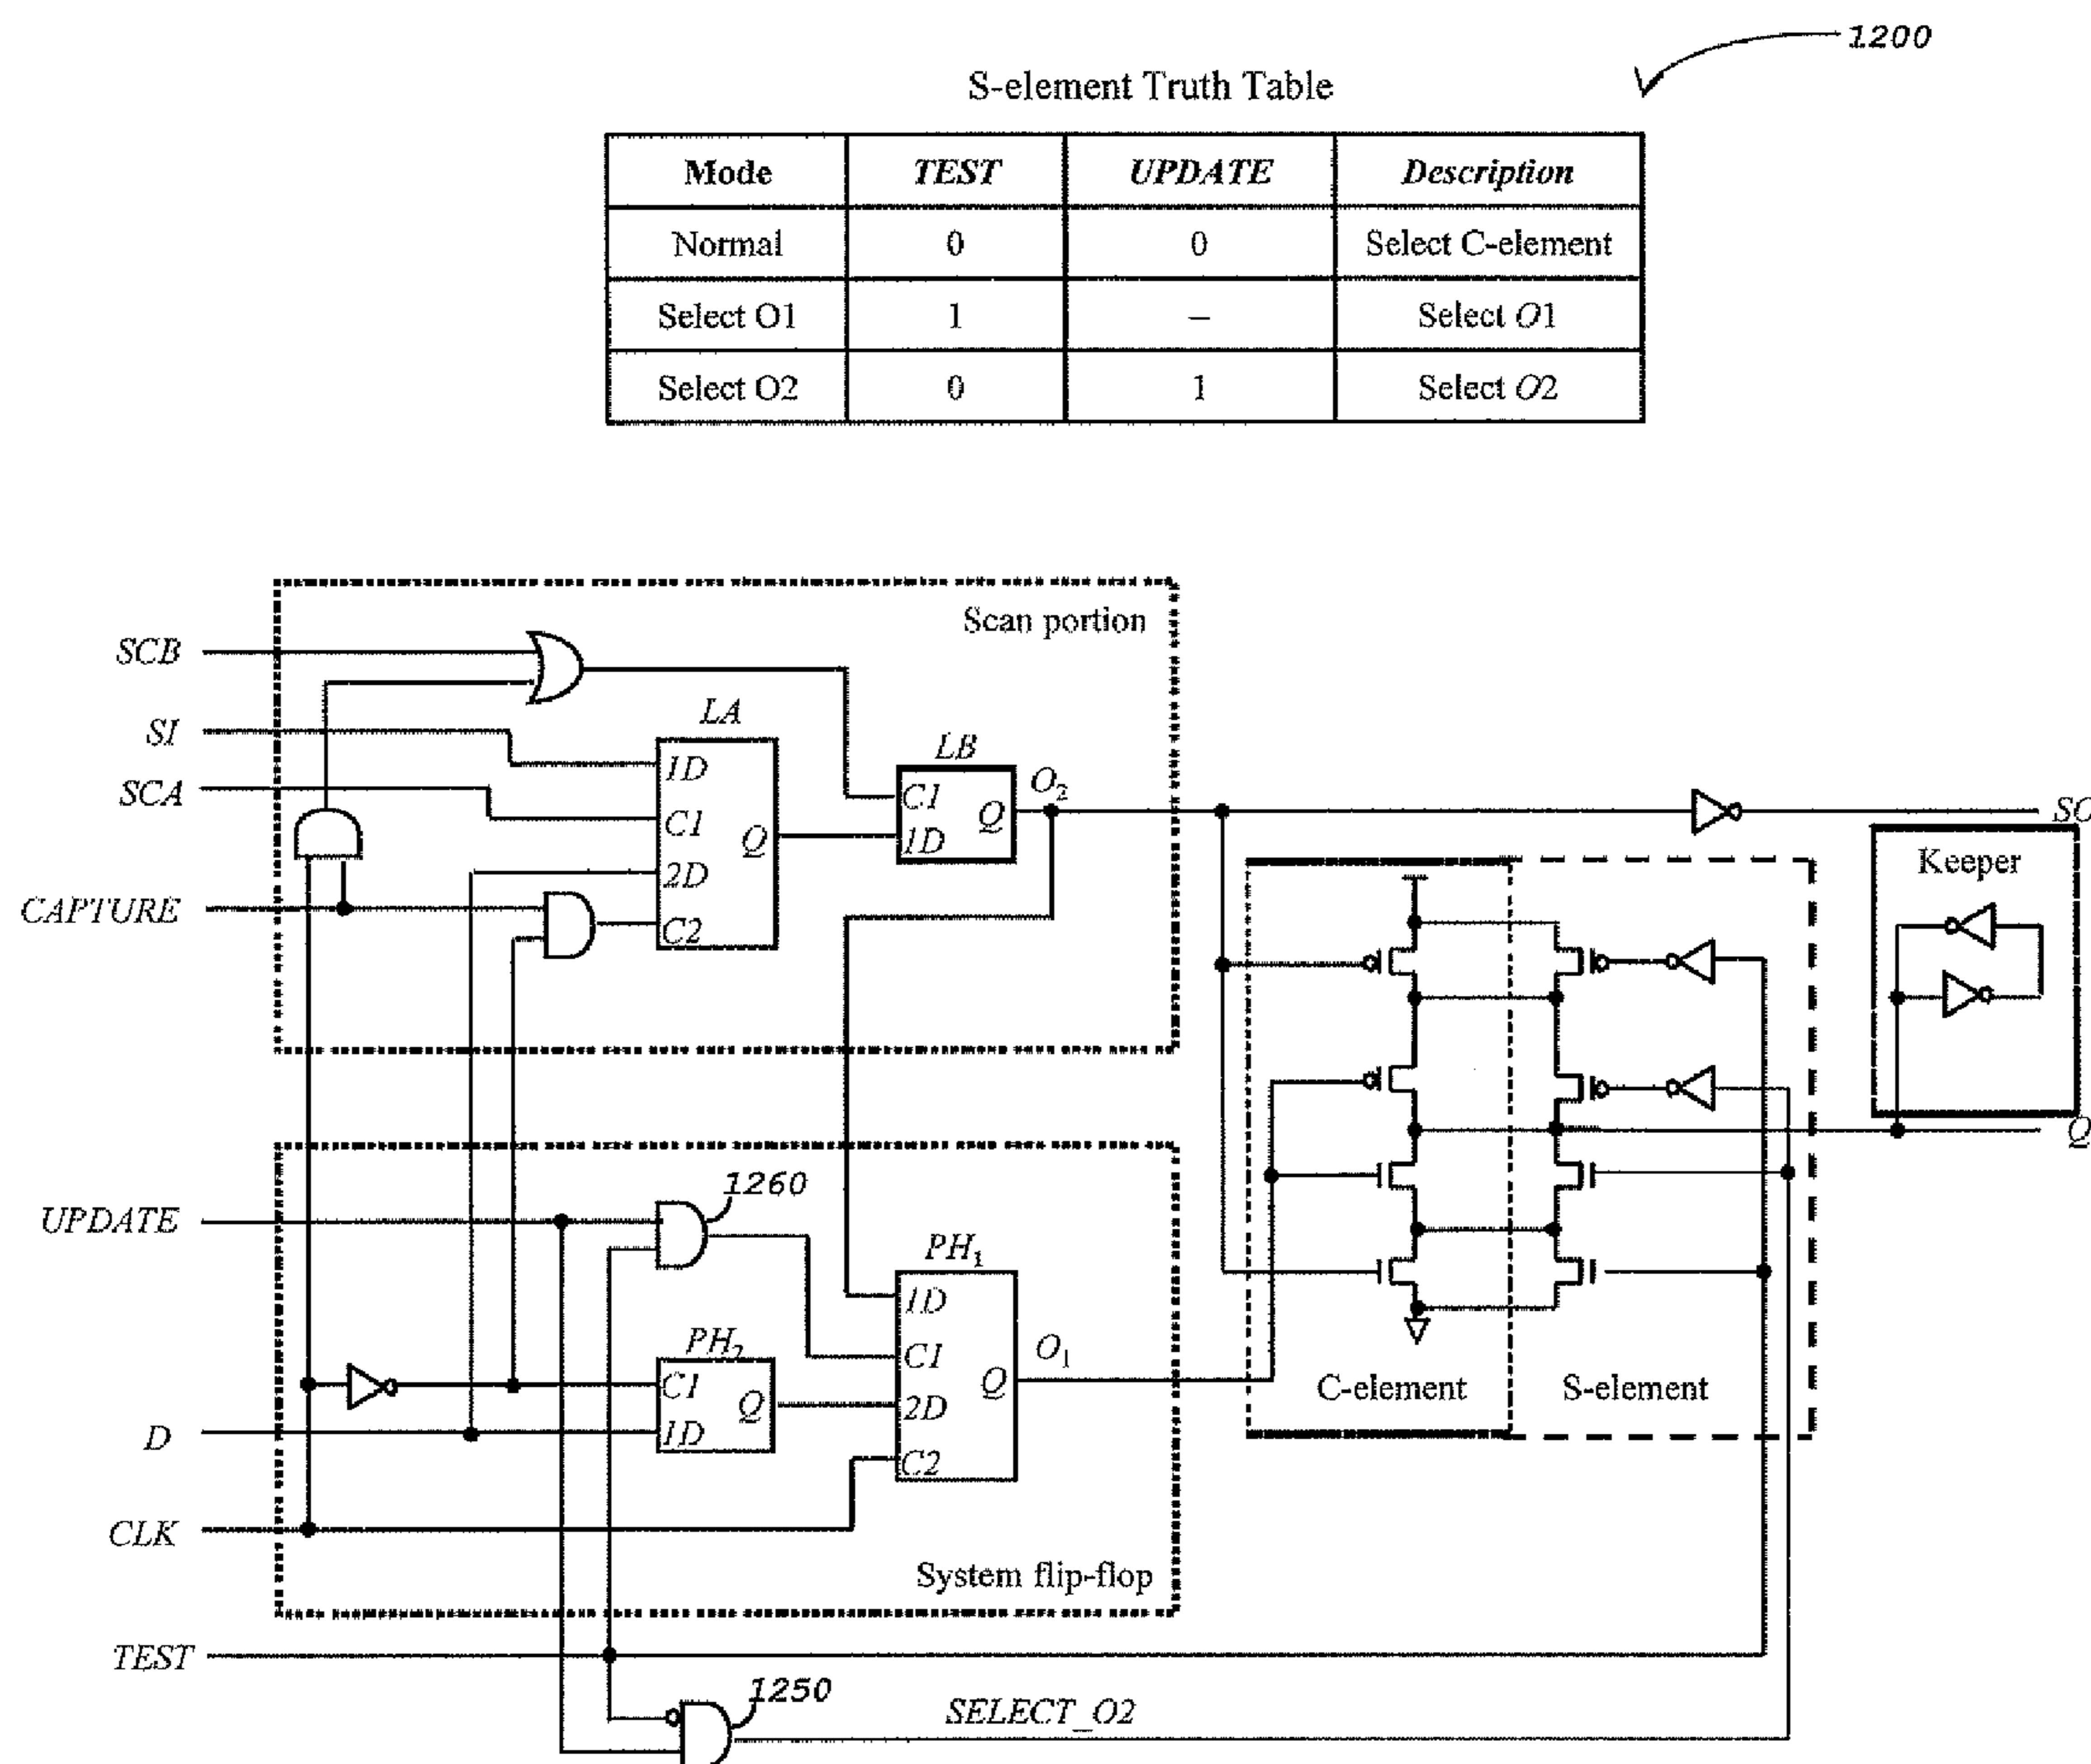 1200
S-element Truth Table
Mode TEST UPDATE Description
Normal 0 0 Select C-element
Select O1 1 – Select O1
Select O2 0 1 Select O2
Scan portion
SCB
SI
SCA
CAPTURE
LA
1D
C1
2D
C2
Q
LB
C1
1D
Q
O2
SO
Keeper
Q
C-element
S-element
UPDATE
D
CLK
TEST
1260
PH1
1D
C1
2D
C2
Q
O1
PH2
C1
1D
Q
System flip-flop
1250
SELECT_O2